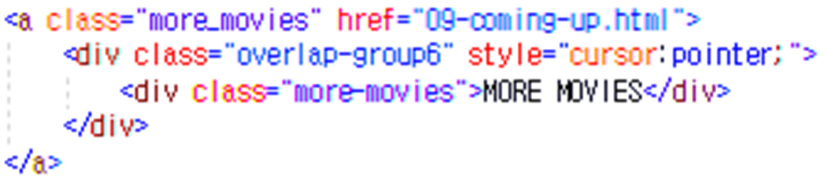 <a class="more_movies" href="09-coming-up.html">
<div class="overlap-group6" style="cursor:pointer;">
<div class="more-movies">MORE MOVIES</div>
</div>
</a>